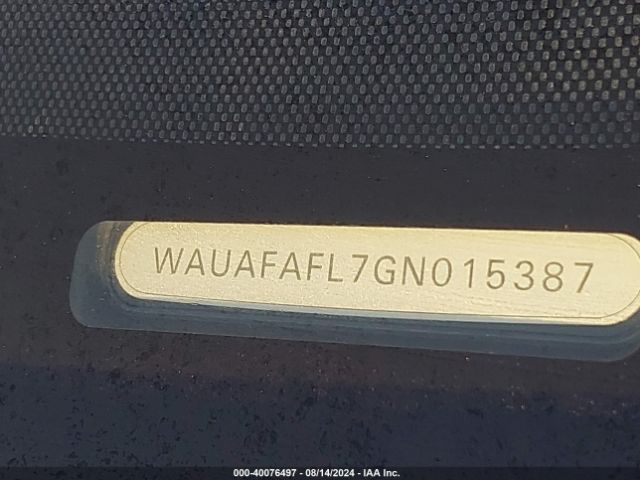 WAUAFAFL7GN015387
000-40076497 - 08/14/2024 - IAA Inc.